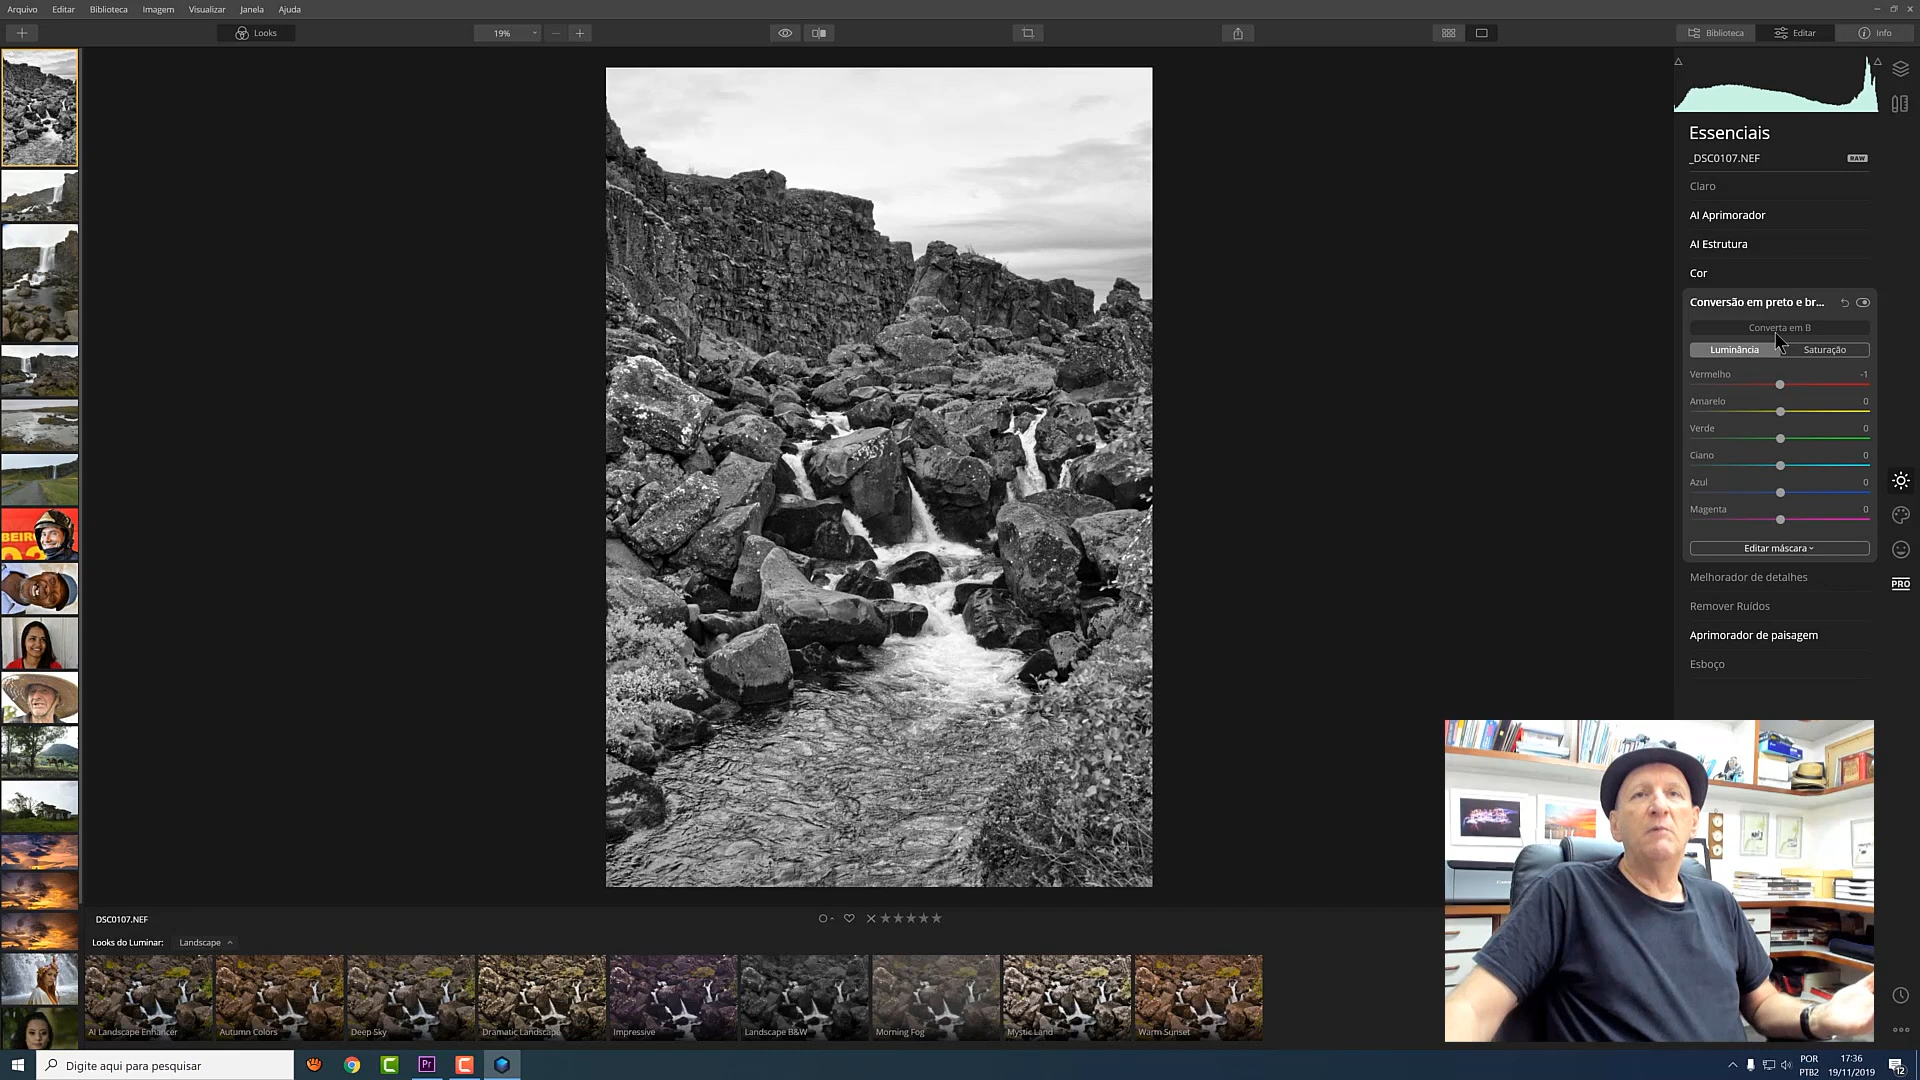 Arquivo Editar Biblioteca Imagem Visualizar Janela Ajuda
Looks 19% Biblioteca Editar Info
Essenciais
_DSC0107.NEF RAW
Claro
AI Aprimorador
AI Estrutura
Cor
Conversão em preto e br...
Converta em B
Luminância Saturação
Vermelho -1
Amarelo 0
Verde 0
Ciano 0
Azul 0
Magenta 0
Editar máscara
Melhorador de detalhes
Remover Ruídos
PRO
Aprimorador de paisagem
Esboço
DSC0107.NEF
Looks do Luminar: Landscape
AI Landscape Enhancer Autumn Colors Deep Sky Dramatic Landscape Impressive Landscape B&W Morning Fog Mystic Land Warm Sunset
Digite aqui para pesquisar
Pr
POR 17:36
PTB2 19/11/2019
12